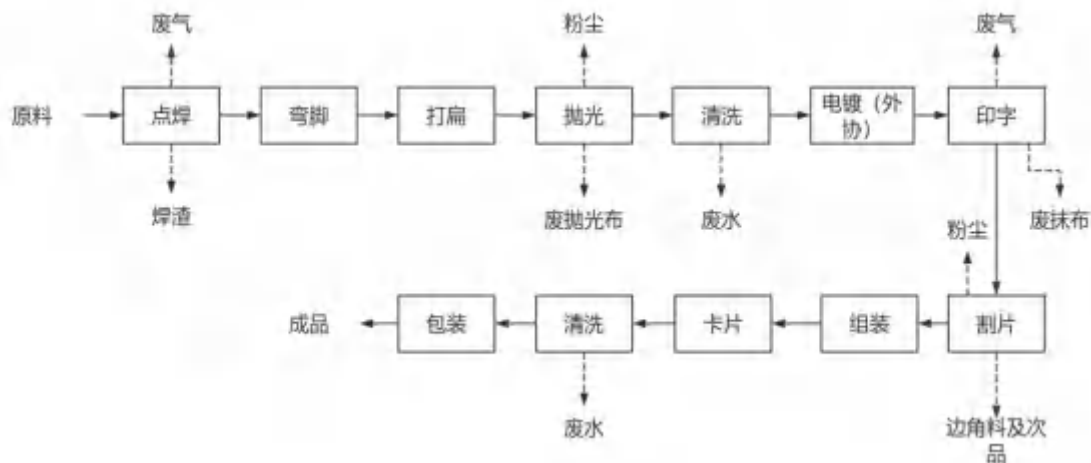 废气
粉尘
废气
原料
点焊
弯脚
打扁
抛光
清洗
电镀（外
协）
印字
焊渣
废抛光布
废水
废抹布
粉尘
成品
包装
清洗
卡片
组装
割片
废水
边角料及次
品